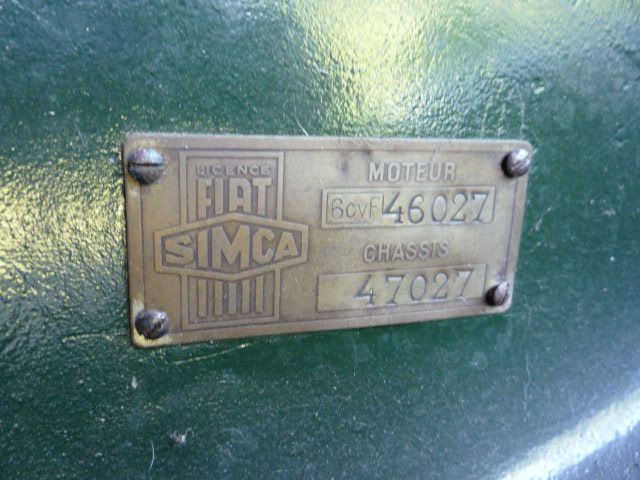 LICENCE
FIAT
SIMCA
MOTEUR
6CVF 46027
CHASSIS
47027